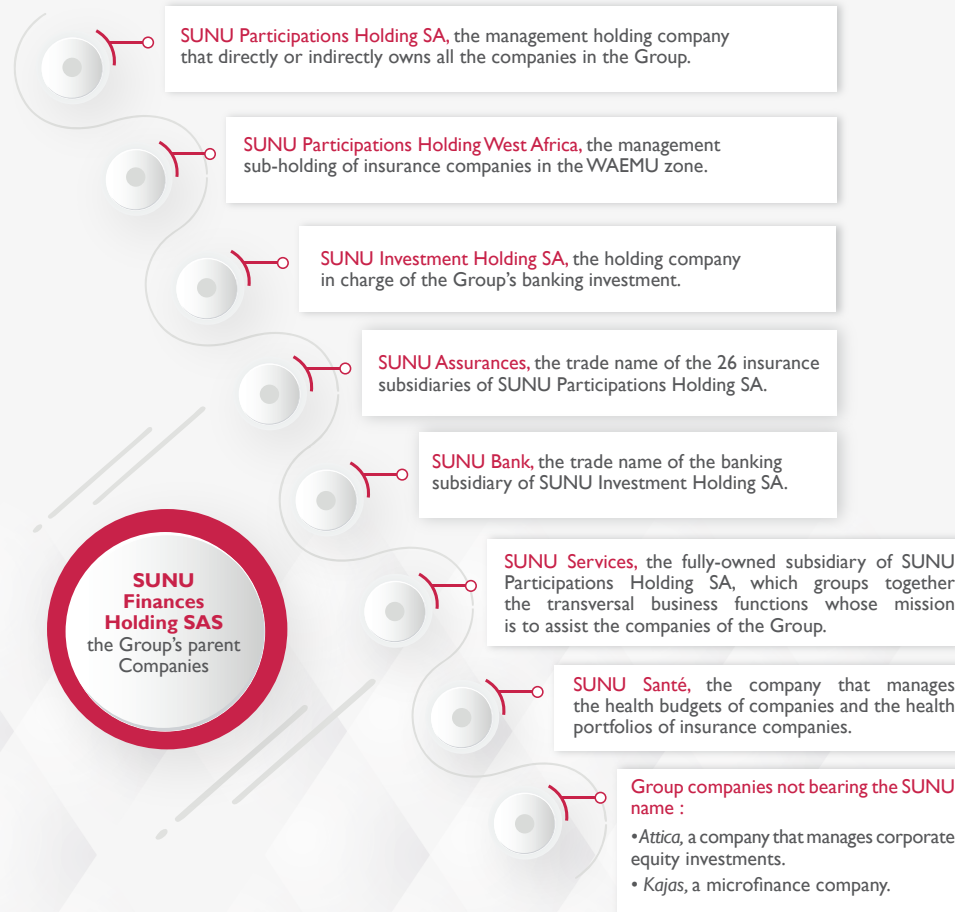 SUNU Participations Holding SA, the management holding company
that directly or indirectly owns all the companies in the Group.
SUNU Participations Holding West Africa, the management
sub-holding of insurance companies in the WAEMU zone.
SUNU Investment Holding SA, the holding company
in charge of the Group's banking investment.
SUNU Assurances, the trade name of the 26 insurance
subsidiaries of SUNU Participations Holding SA.
SUNU Bank, the trade name of the banking
subsidiary of SUNU Investment Holding SA.
SUNU Services, the fully-owned subsidiary of SUNU
Participations Holding SA, which groups together
the transversal business functions whose mission
is to assist the companies of the Group.
SUNU
Finances
Holding SAS
the Group's parent
Companies
SUNU Santé, the company that manages
the health budgets of companies and the health
portfolios of insurance companies.
Group companies not bearing the SUNU
name :
•Attica, a company that manages corporate
equity investments.
• Kajas, a microfinance company.